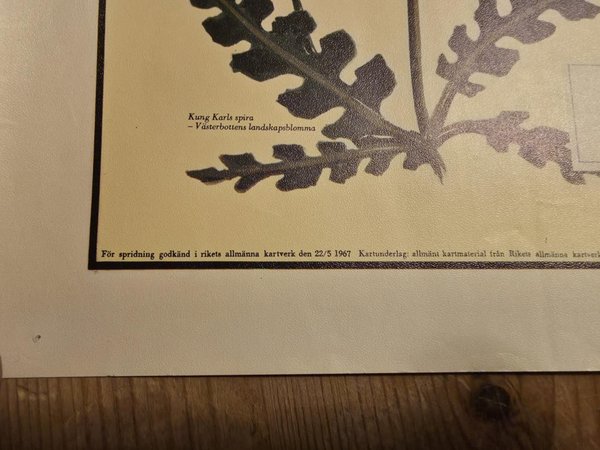 Kung Karls spira
– Västerbottens landskapsblomma
För spridning godkänd i rikets allmänna kartverk den 22/5 1967 Kartunderlag: allmänt kartmaterial från Rikets allmänna kartverk